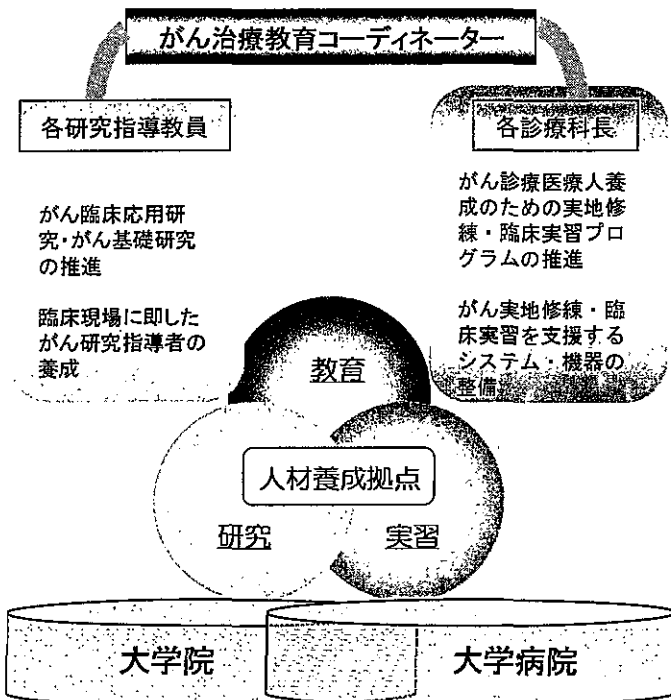 がん治療教育コーディネーター
各研究指導教員
がん臨床応用研
究・がん基礎研究
の推進
臨床現場に即した
がん研究指導者の
養成
各診療科長
がん診療医療人養
成のための実地修
練・臨床実習プロ
グラムの推進
がん実地修練・臨
床実習を支援する
システム・機器の
整備
教育
人材養成拠点
研究
実習
大学院
大学病院